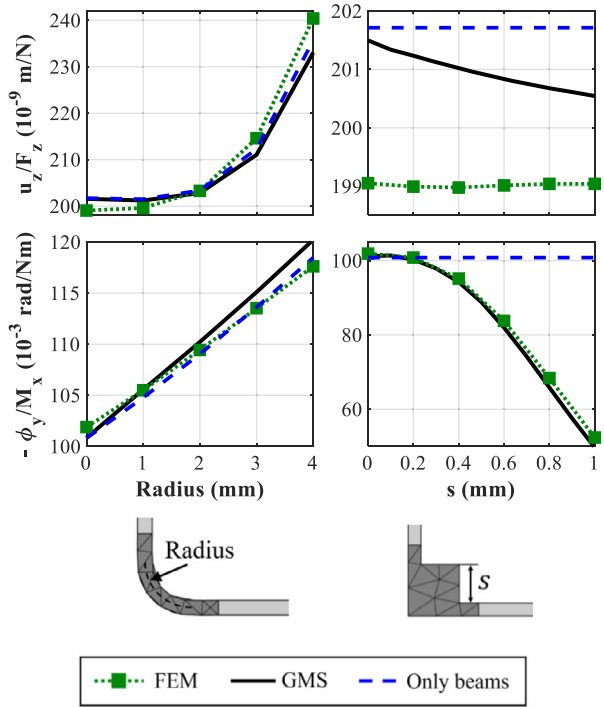 u_z/F_z (10^-9 m/N)
240
230
220
210
200
202
201
200
199
- ϕ_y/M_x (10^-3 rad/Nm)
120
115
110
105
100
0 1 2 3 4
Radius (mm)
100
80
60
0 0.2 0.4 0.6 0.8 1
s (mm)
Radius
s
FEM GMS Only beams